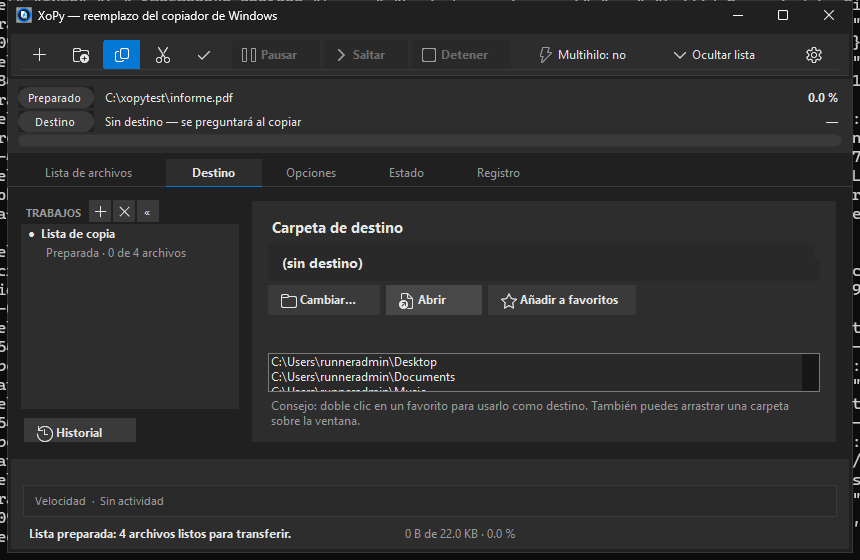 XoPy — reemplazo del copiador de Windows
Pausar
Saltar
Detener
Multihilo: no
Ocultar lista
Preparado C:\xopytest\informe.pdf 0.0 %
Destino Sin destino — se preguntará al copiar —
Lista de archivos Destino Opciones Estado Registro
TRABAJOS
«
• Lista de copia
Preparada · 0 de 4 archivos
Historial
Carpeta de destino
(sin destino)
Cambiar... Abrir Añadir a favoritos
C:\Users\runneradmin\Desktop
C:\Users\runneradmin\Documents
C:\Users\runneradmin\Music
Consejo: doble clic en un favorito para usarlo como destino. También puedes arrastrar una carpeta
sobre la ventana.
Velocidad · Sin actividad
Lista preparada: 4 archivos listos para transferir. 0 B de 22.0 KB · 0.0 %